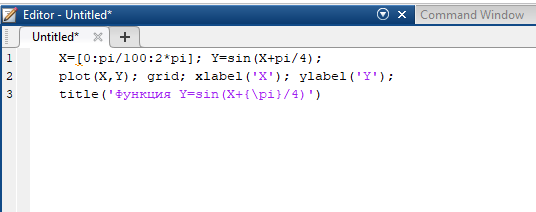 Editor - Untitled*
Command Window
Untitled*
+
1 X=[0:pi/100:2*pi]; Y=sin(X+pi/4);
2 plot(X,Y); grid; xlabel('X'); ylabel('Y');
3 title('Функция Y=sin(X+{\pi}/4)')